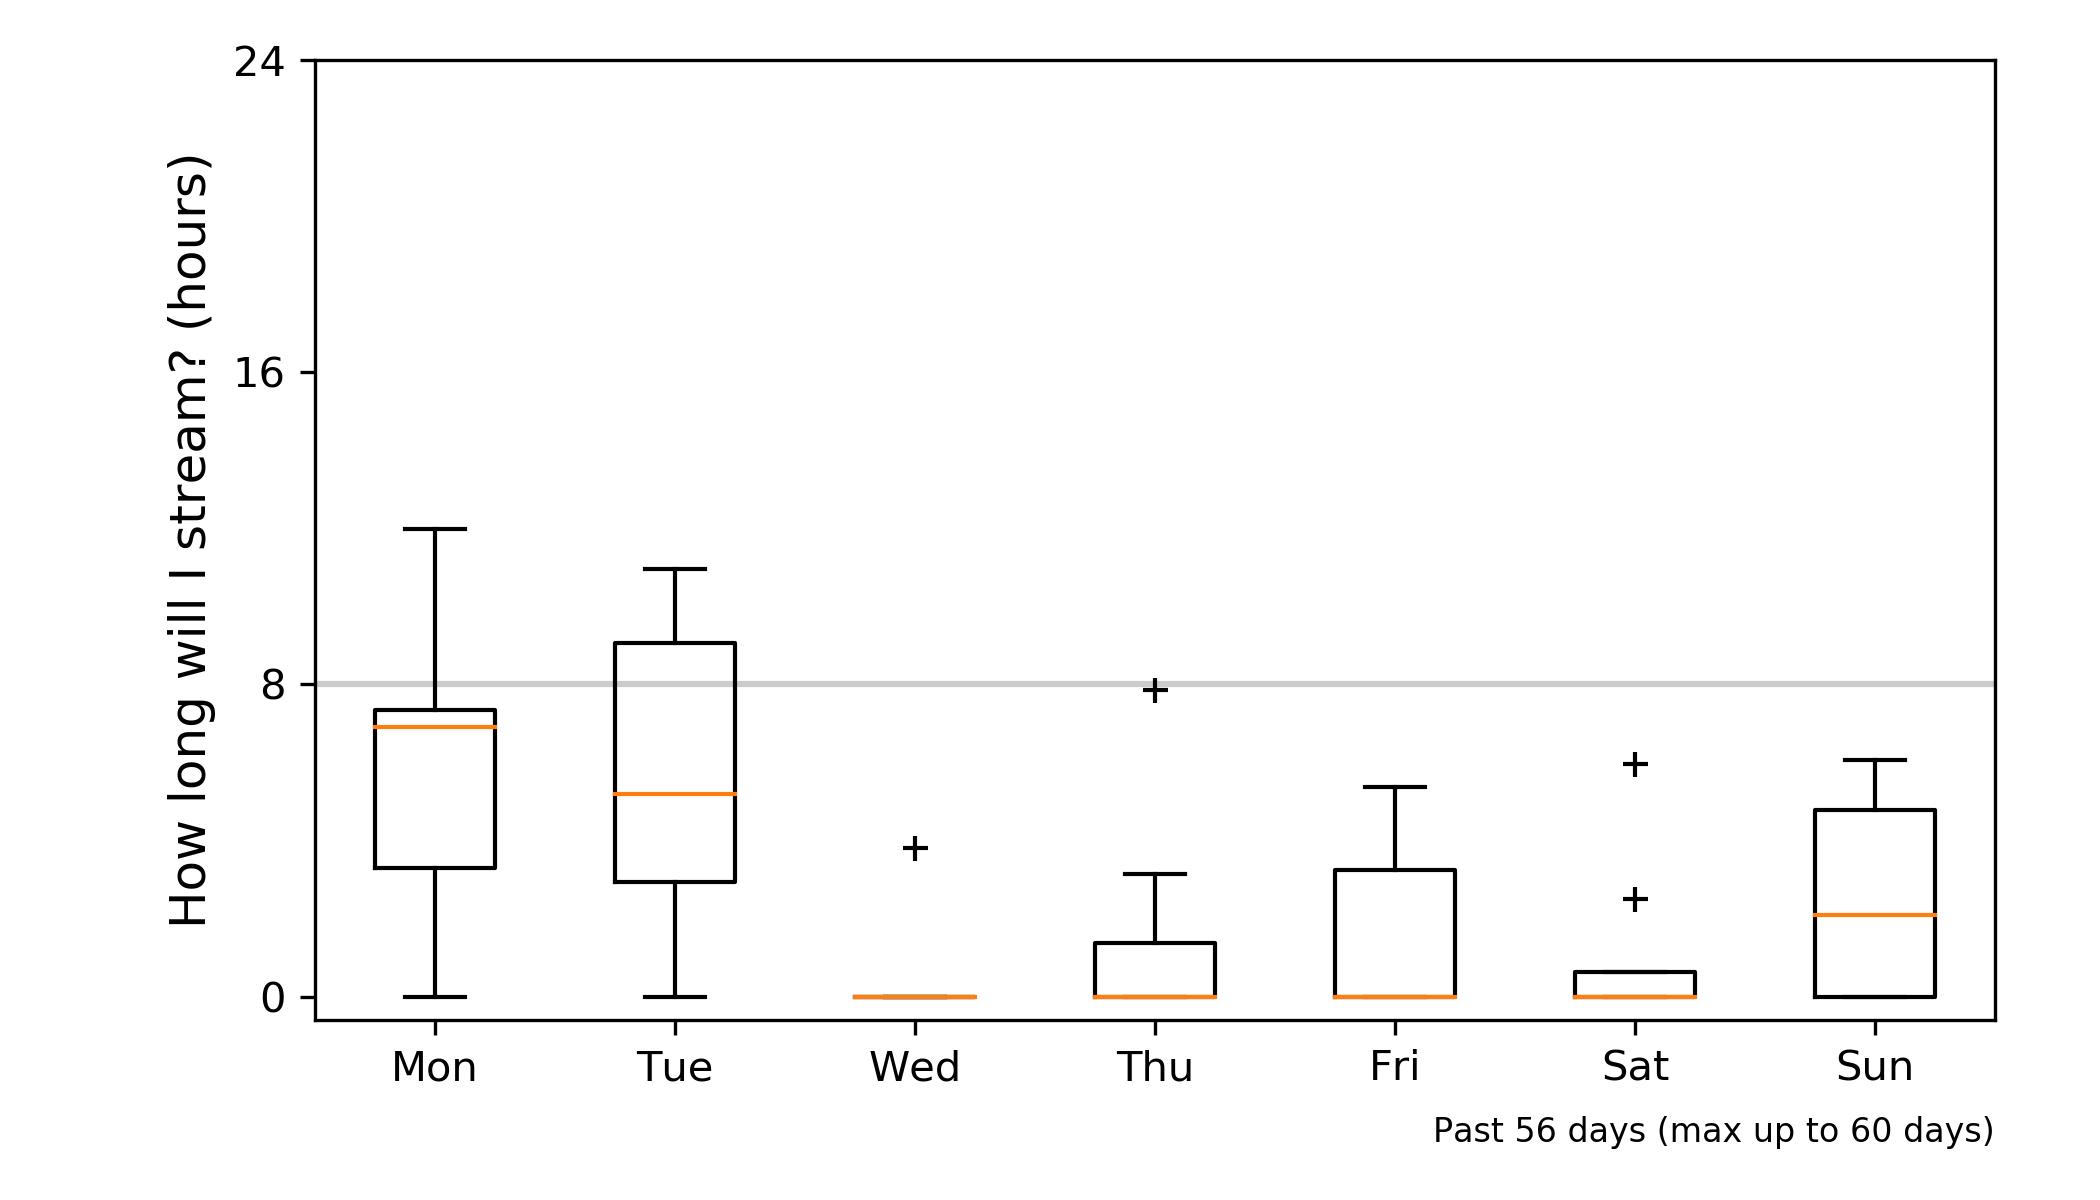 How long will I stream? (hours)
24
16
8
0
Mon Tue Wed Thu Fri Sat Sun
Past 56 days (max up to 60 days)